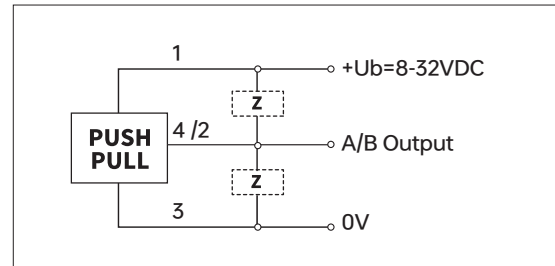 1
+Ub=8-32VDC
Z
PUSH
PULL
4 /2
A/B Output
Z
3
0V